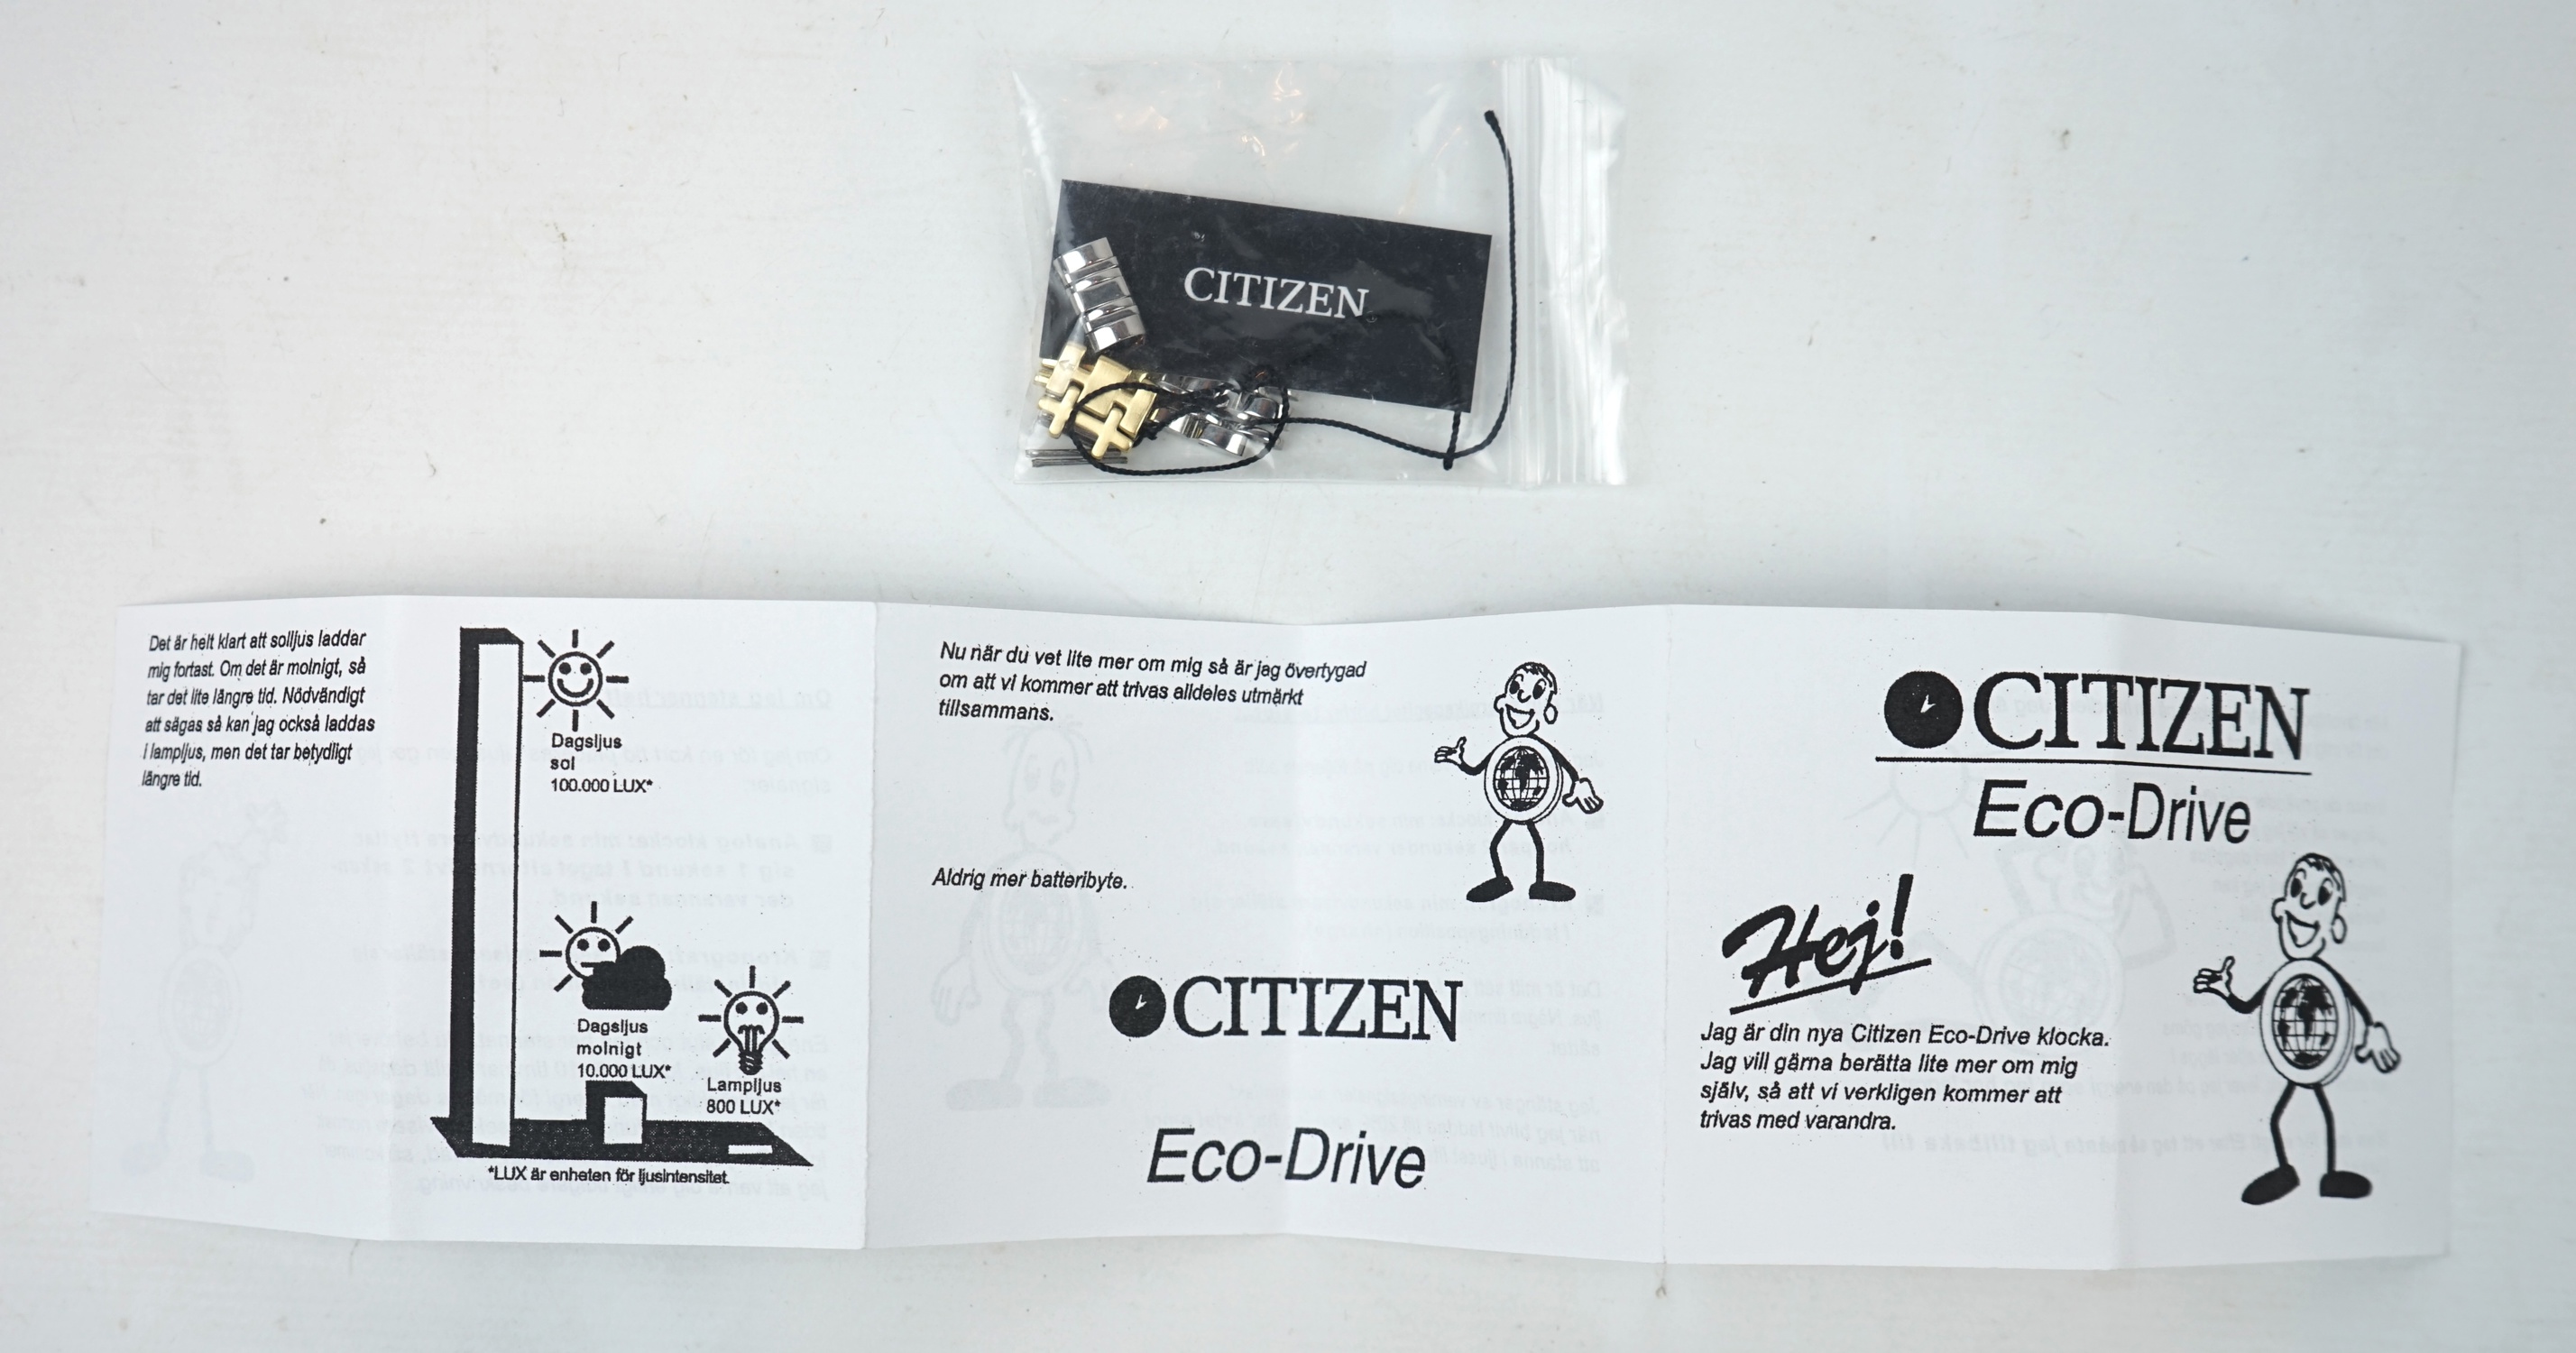 CITIZEN
Det är helt klart att solljus laddar
mig fortast. Om det är molnigt, så
tar det lite längre tid. Nödvändigt
att sägas så kan jag också laddas
i lampljus, men det tar betydligt
längre tid.
Dagsljus
sol
100.000 LUX*
Dagsljus
molnigt
10.000 LUX*
Lampljus
800 LUX*
*LUX är enheten för ljusintensitet.
Nu när du vet lite mer om mig så är jag övertygad
om att vi kommer att trivas alldeles utmärkt
tillsammans.
Aldrig mer batteribyte.
CITIZEN
Eco-Drive
CITIZEN
Eco-Drive
Hej!
Jag är din nya Citizen Eco-Drive klocka.
Jag vill gärna berätta lite mer om mig
själv, så att vi verkligen kommer att
trivas med varandra.